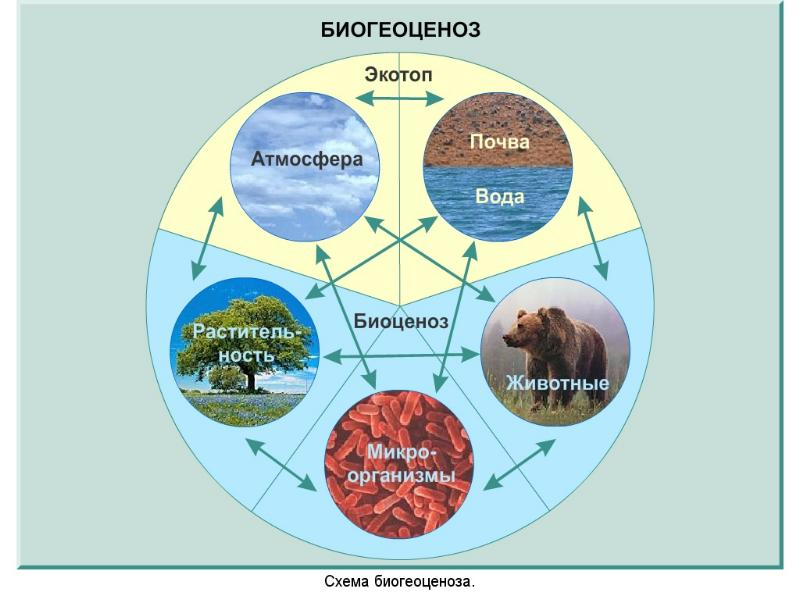 БИОГЕОЦЕНОЗ
Экотоп
Атмосфера
Почва
Вода
Биоценоз
Раститель-
ность
Животные
Микро-
организмы
Схема биогеоценоза.